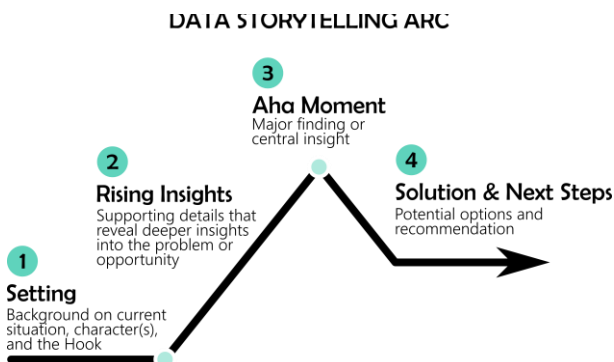 DATA STORYTELLING ARC
3
Aha Moment
Major finding or
central insight
2
Rising Insights
Supporting details that
reveal deeper insights
into the problem or
opportunity
4
Solution & Next Steps
Potential options and
recommendation
1
Setting
Background on current
situation, character(s),
and the Hook